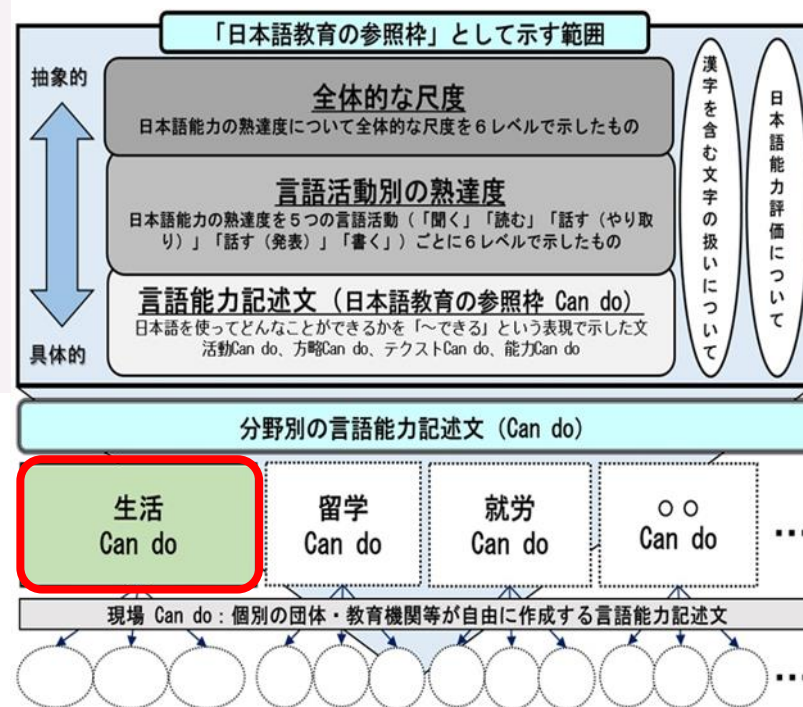 「日本語教育の参照枠」として示す範囲
抽象的
具体的
全体的な尺度
日本語能力の熟達度について全体的な尺度を6レベルで示したもの
言語活動別の熟達度
日本語能力の熟達度を5つの言語活動(「聞く」「読む」「話す(やり取
り)」「話す(発表)」「書く」)ごとに6レベルで示したもの
言語能力記述文(日本語教育の参照枠 Can do)
日本語を使ってどんなことができるかを「~できる」という表現で示した文
活動Can do、方略Can do、テクストCan do、能力Can do
漢字を含む文字の扱いについて
日本語能力評価について
分野別の言語能力記述文(Can do)
生活
Can do
留学
Can do
就労
Can do
○○
Can do
…
現場 Can do:個別の団体・教育機関等が自由に作成する言語能力記述文
…